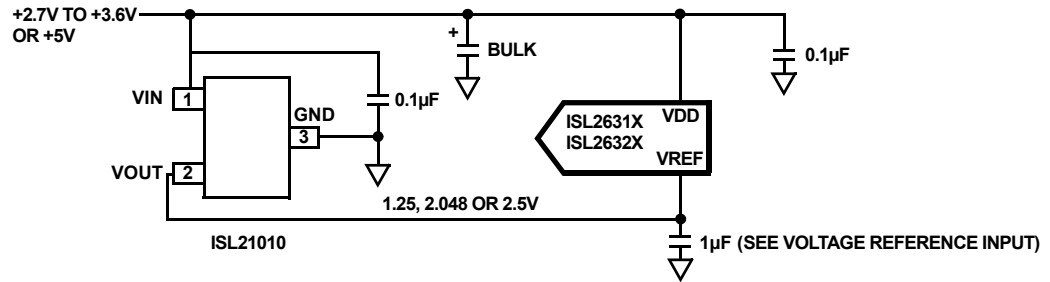 +2.7V TO +3.6V
OR +5V
+
BULK
0.1µF
VIN
1
0.1µF
GND
3
VOUT
2
ISL2631X
ISL2632X
VDD
VREF
1.25, 2.048 OR 2.5V
ISL21010
1µF (SEE VOLTAGE REFERENCE INPUT)